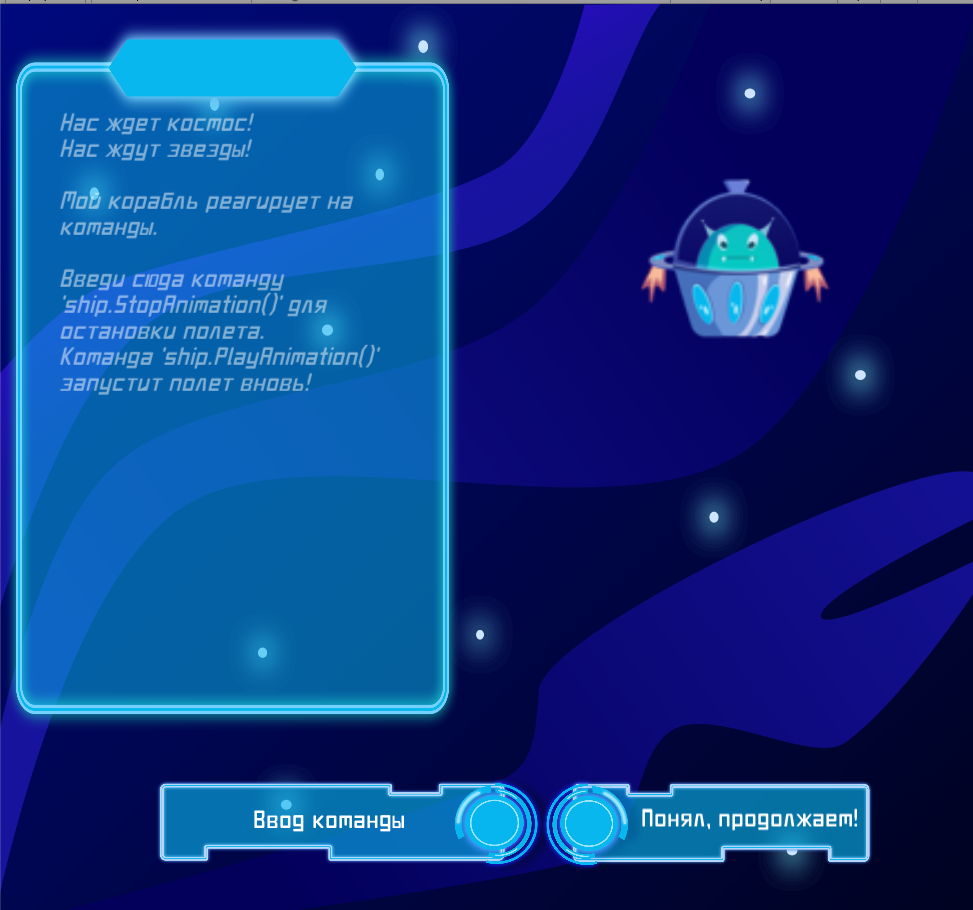 Нас ждет космос!
Нас ждут звезды!
Мой корабль реагирует на
команды.
Введи сюда команду
'ship.StopAnimation()' для
остановки полета.
Команда 'ship.PlayAnimation()'
запустит полет вновь!
Ввод команды
Понял, продолжаем!